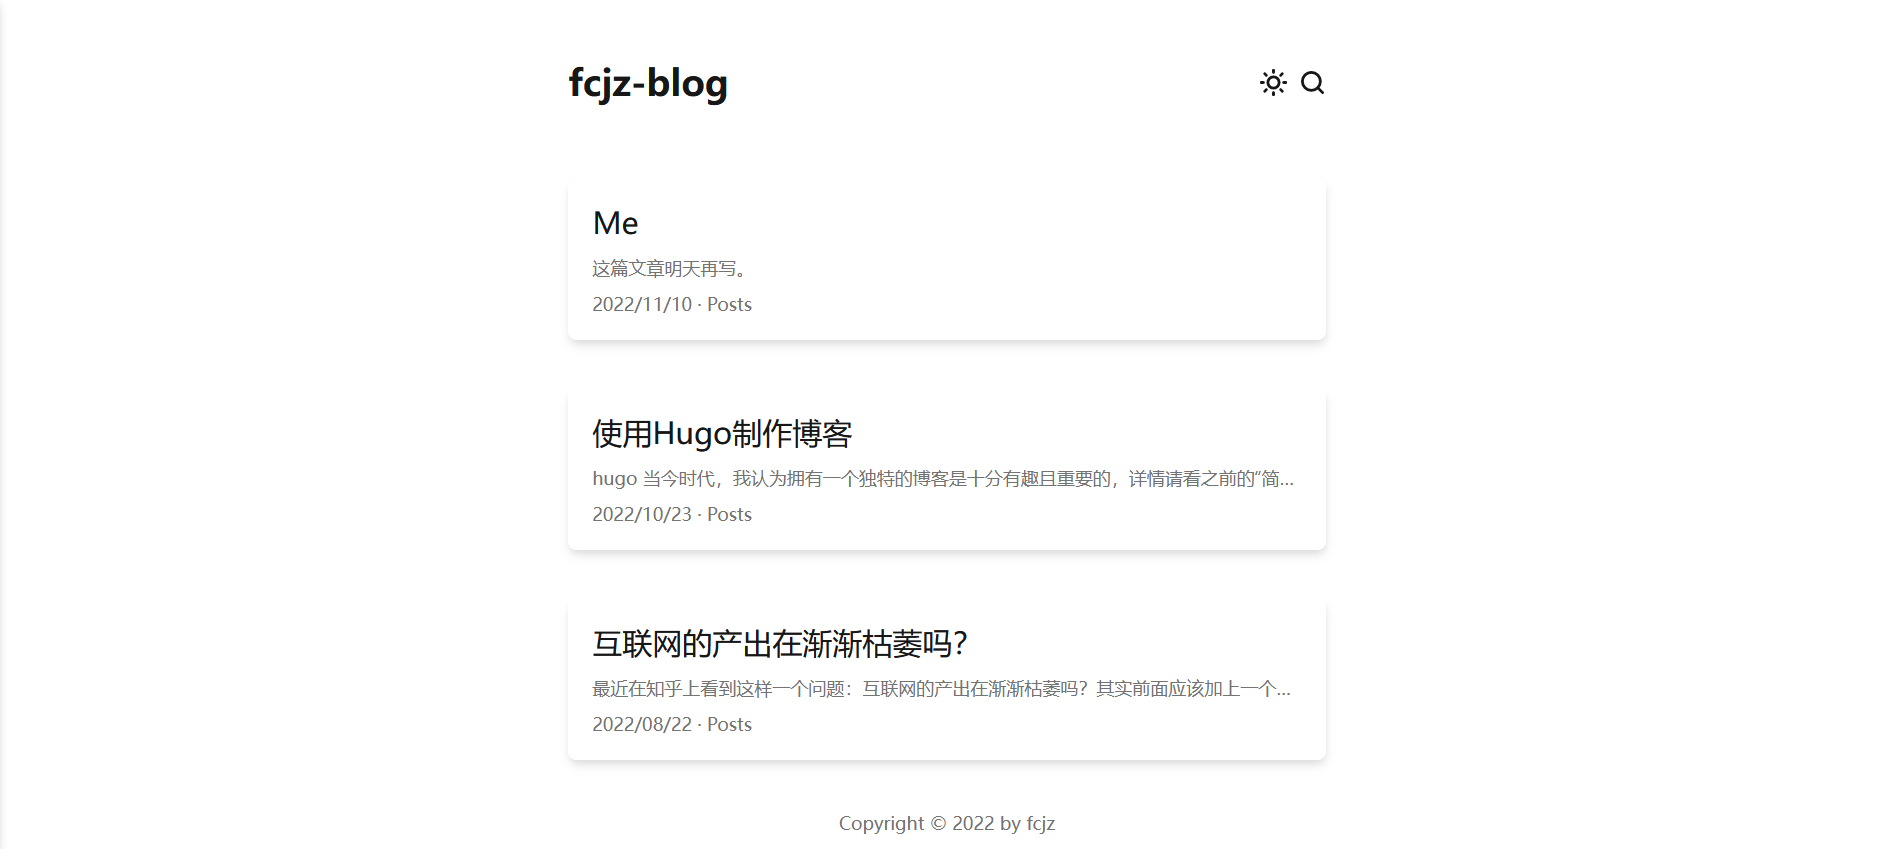 fcjz-blog
Me
这篇文章明天再写。
2022/11/10 · Posts
使用Hugo制作博客
hugo 当今时代，我认为拥有一个独特的博客是十分有趣且重要的，详情请看之前的“简...
2022/10/23 · Posts
互联网的产出在渐渐枯萎吗？
最近在知乎上看到这样一个问题：互联网的产出在渐渐枯萎吗？其实前面应该加上一个...
2022/08/22 · Posts
Copyright © 2022 by fcjz